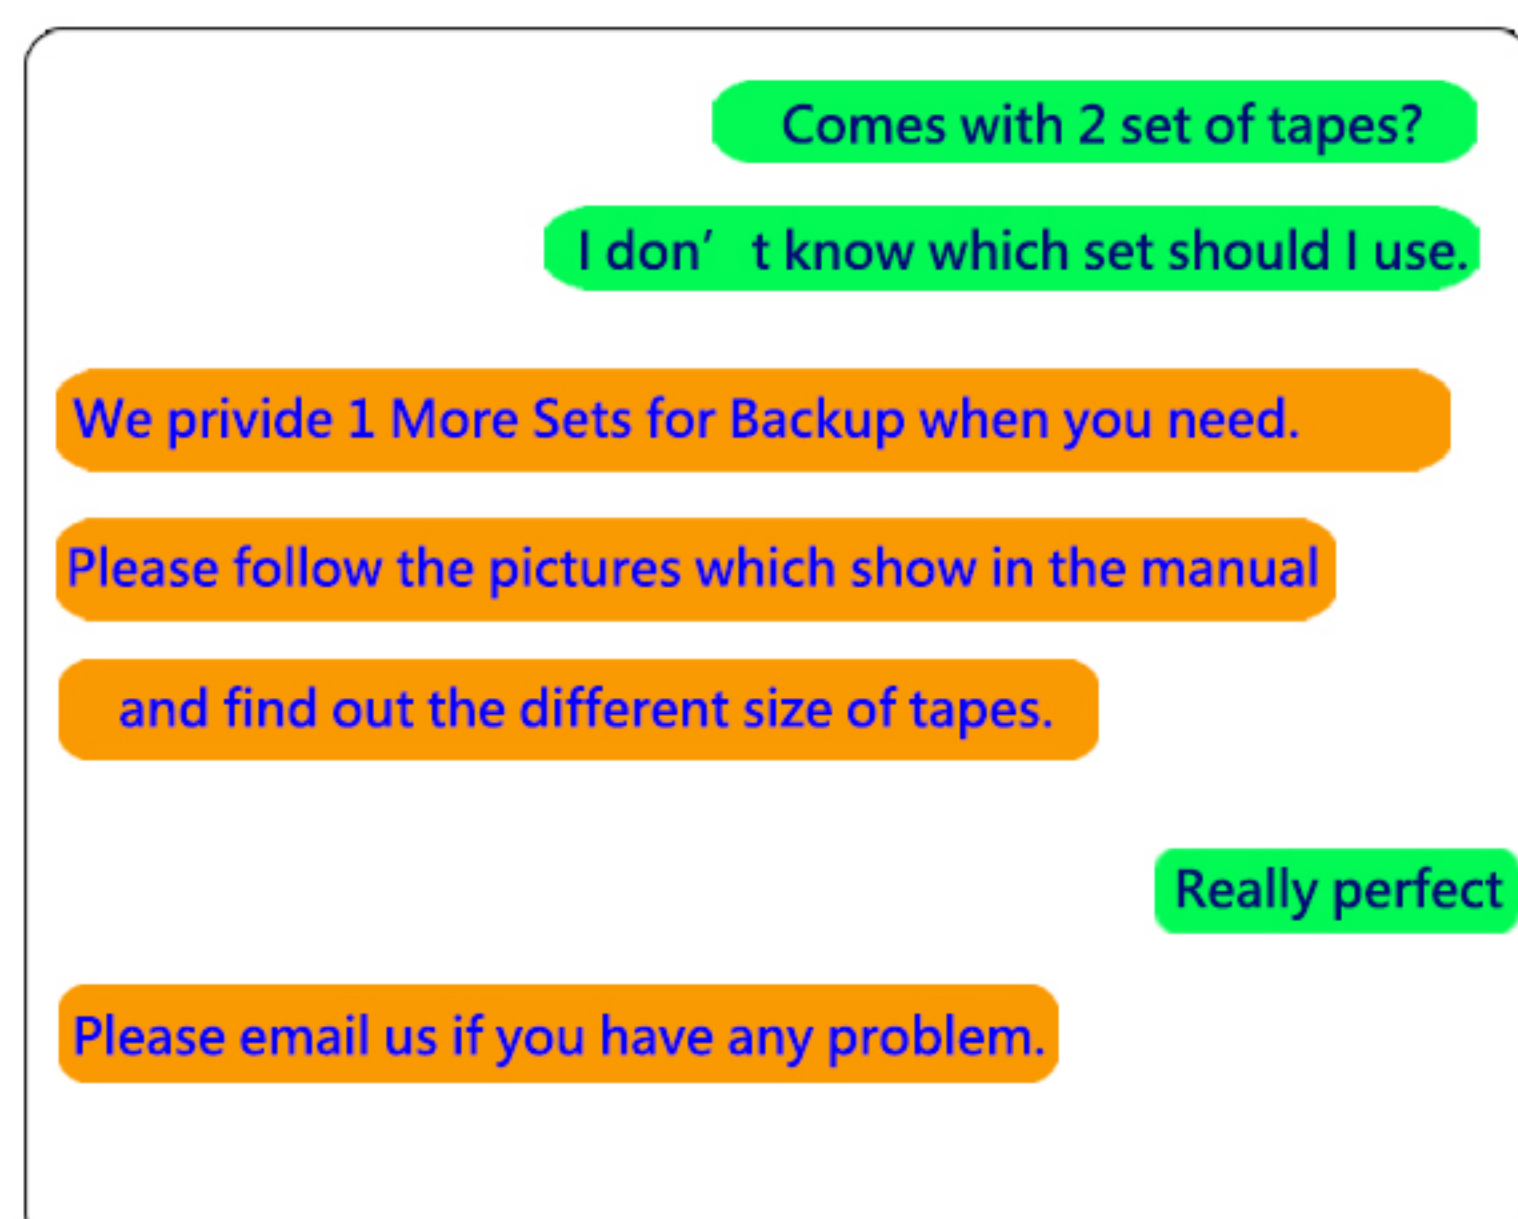 Comes with 2 set of tapes?
I don’t know which set should I use.
We privide 1 More Sets for Backup when you need.
Please follow the pictures which show in the manual
and find out the different size of tapes.
Really perfect
Please email us if you have any problem.